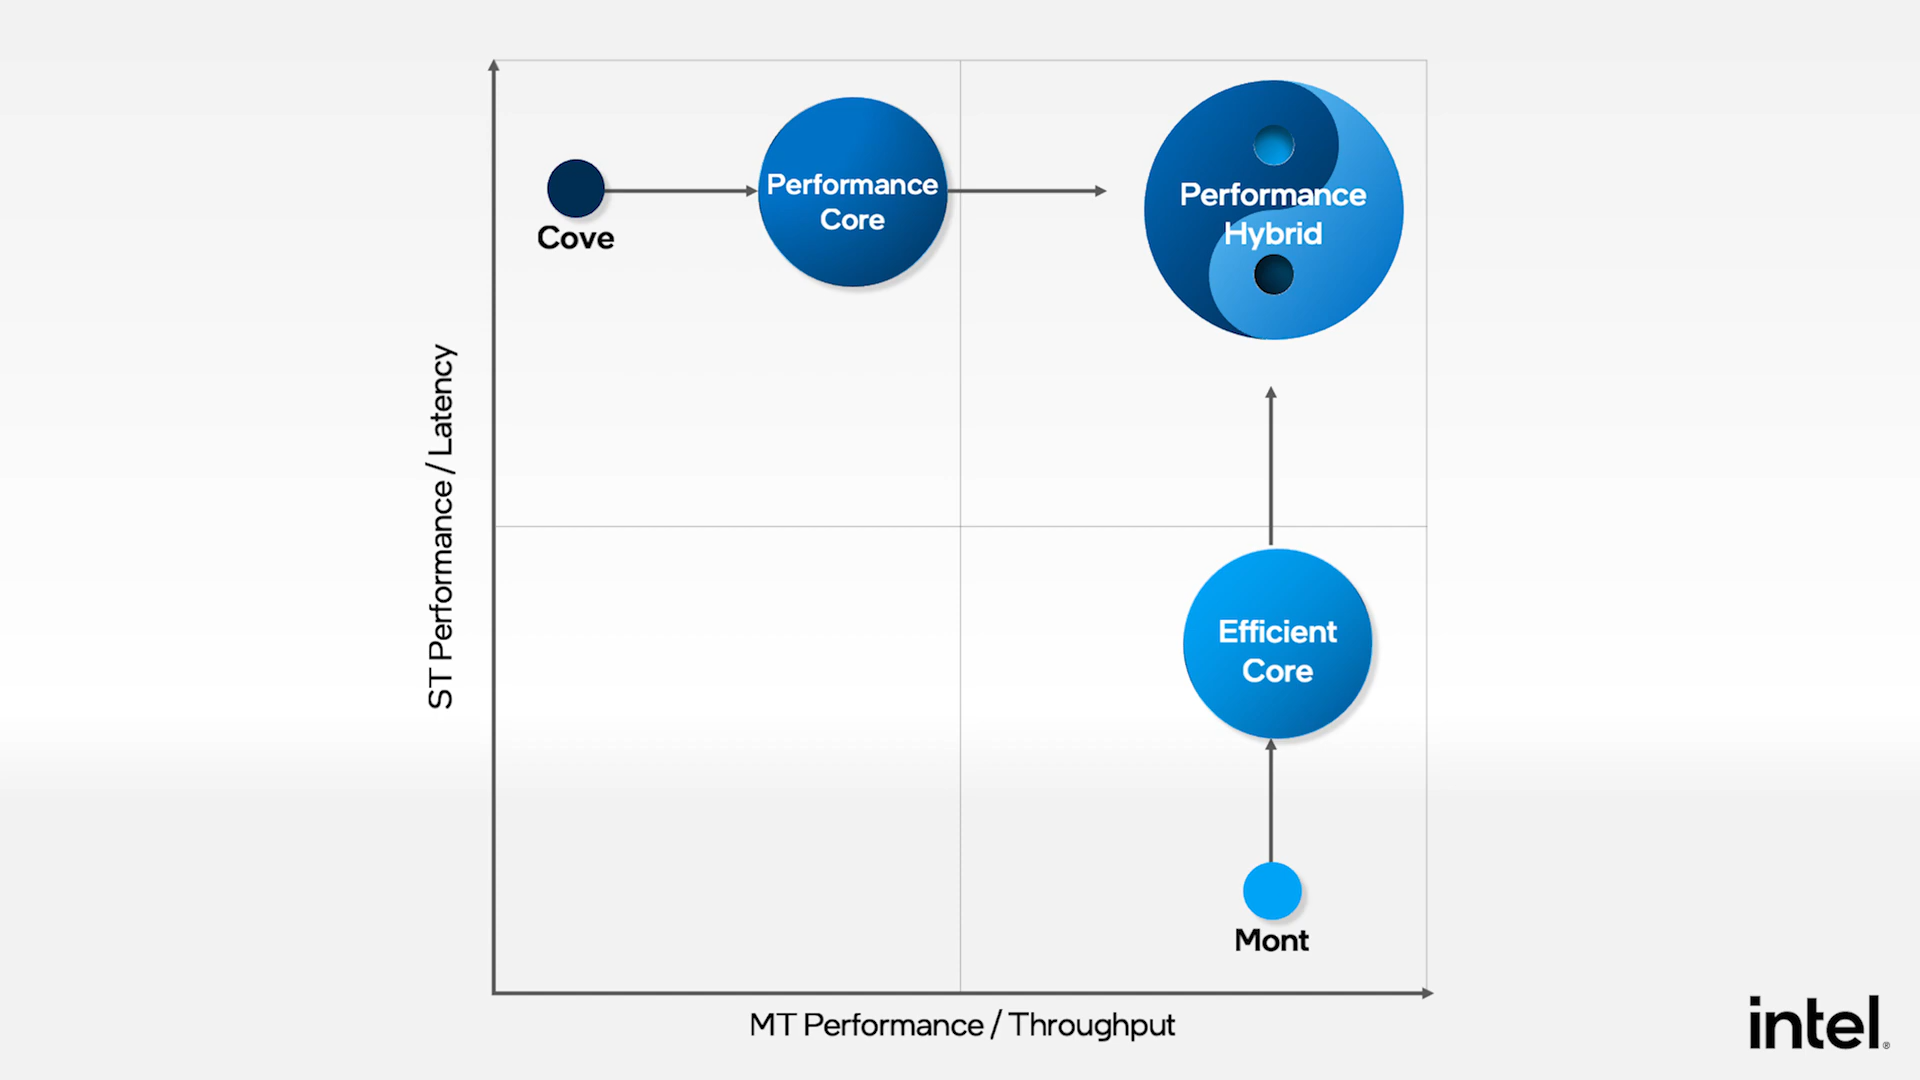 Performance
Core
Performance
Hybrid
Cove
ST Performance / Latency
Efficient
Core
Mont
MT Performance / Throughput
intel®